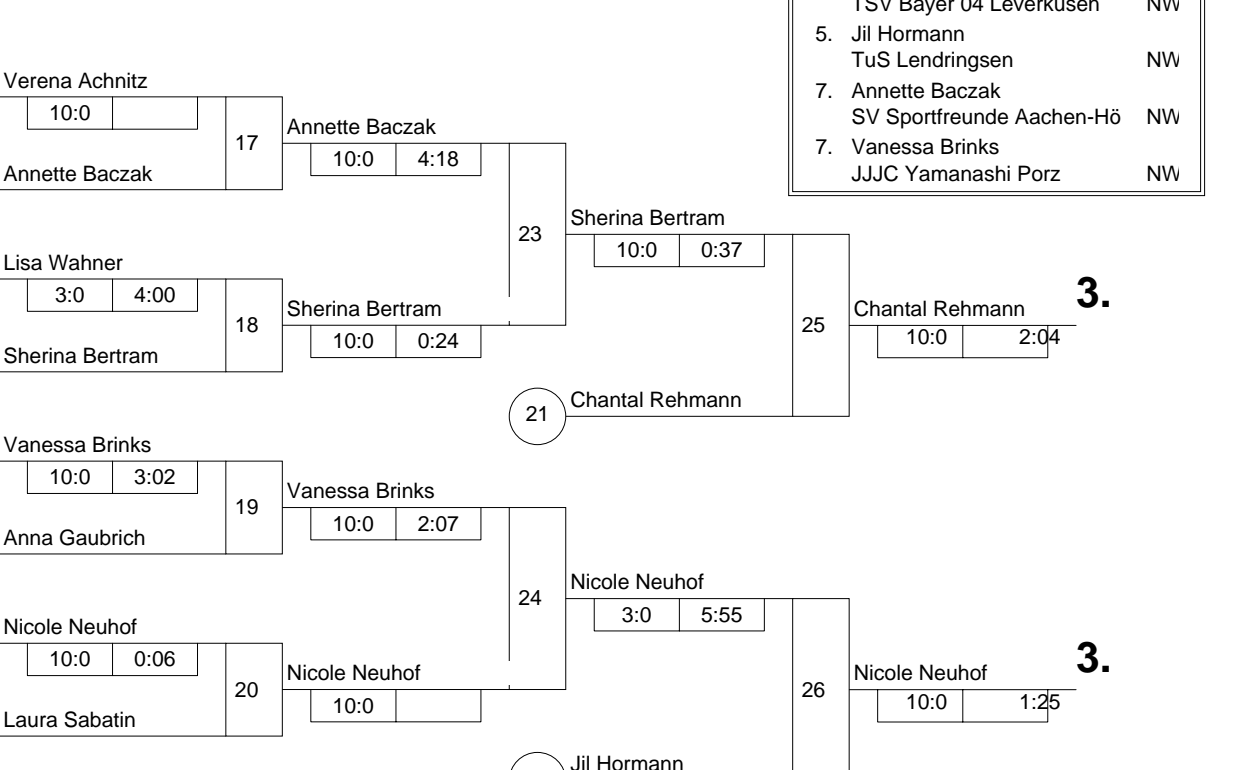 TSV Bayer 04 Leverkusen NW
5. Jil Hormann
TuS Lendringsen NW
7. Annette Baczak
SV Sportfreunde Aachen-Hö NW
7. Vanessa Brinks
JJJC Yamanashi Porz NW
Verena Achnitz
10:0
17
Annette Baczak
Annette Baczak
10:0 4:18
23
Lisa Wahner
3:0 4:00
18
Sherina Bertram
Sherina Bertram
10:0 0:24
Sherina Bertram
10:0 0:37
25
21
Chantal Rehmann
Chantal Rehmann
3.
10:0 2:04
Vanessa Brinks
10:0 3:02
19
Anna Gaubrich
Vanessa Brinks
10:0 2:07
24
Nicole Neuhof
10:0 0:06
20
Laura Sabatin
Nicole Neuhof
10:0
Nicole Neuhof
3:0 5:55
26
Jil Hormann
Nicole Neuhof
3.
10:0 1:25